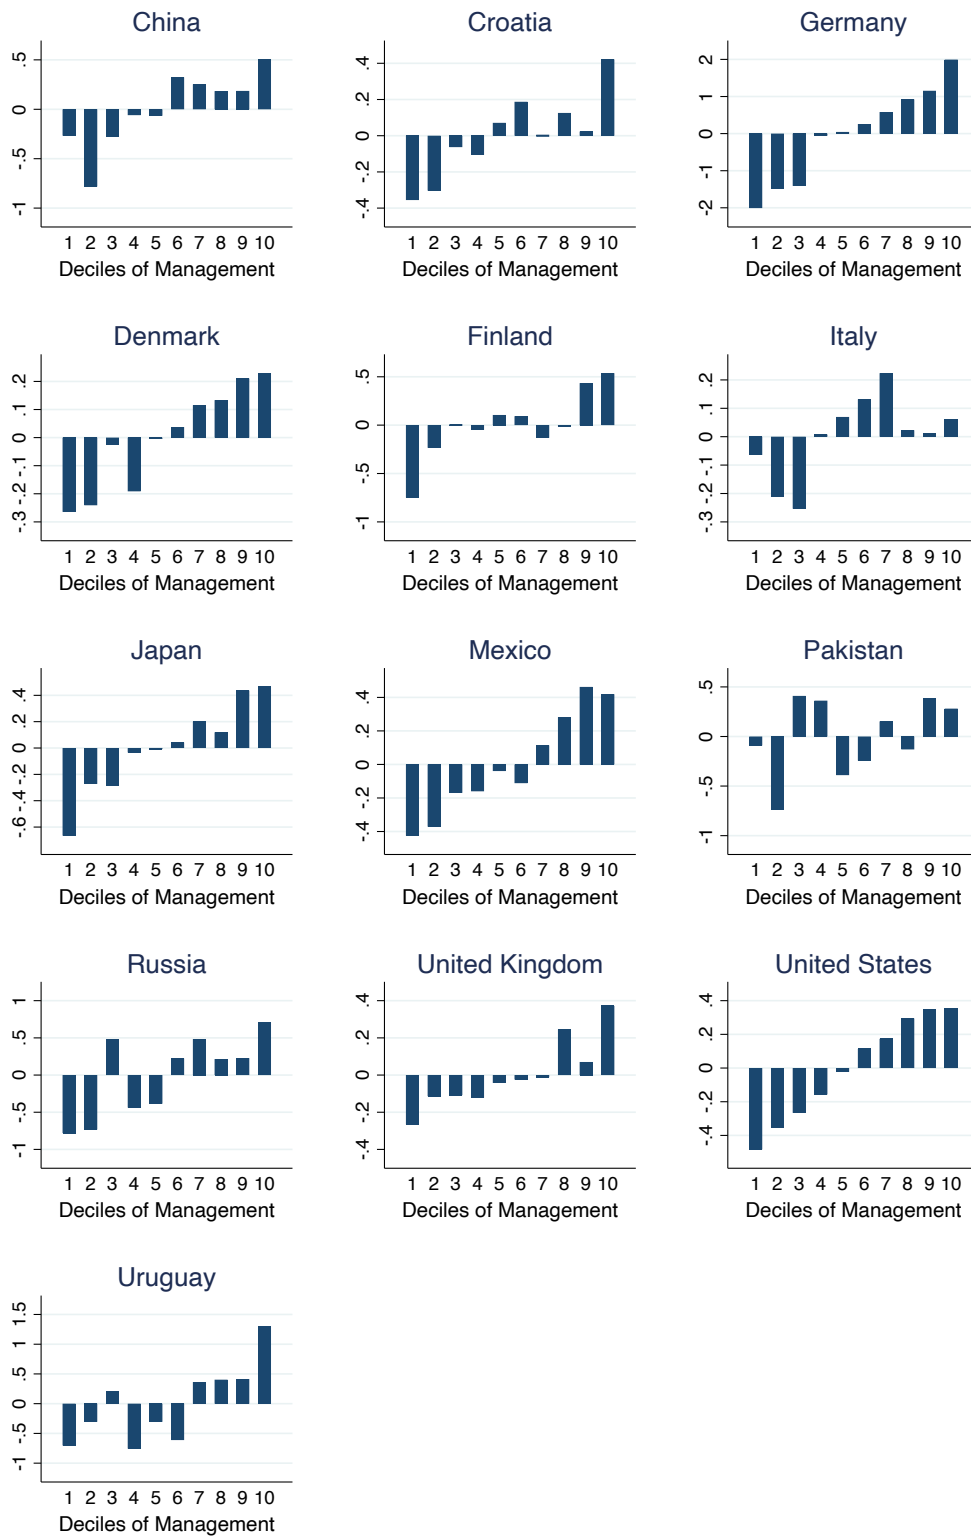 China
.5
0
-.5
-1
1 2 3 4 5 6 7 8 9 10
Deciles of Management
Croatia
.4
.2
0
-.2
-.4
1 2 3 4 5 6 7 8 9 10
Deciles of Management
Germany
2
1
0
-1
-2
1 2 3 4 5 6 7 8 9 10
Deciles of Management
Denmark
.2
.1
0
-.1
-.2
-.3
1 2 3 4 5 6 7 8 9 10
Deciles of Management
Finland
.5
0
-.5
-1
1 2 3 4 5 6 7 8 9 10
Deciles of Management
Italy
.2
.1
0
-.1
-.2
-.3
1 2 3 4 5 6 7 8 9 10
Deciles of Management
Japan
.4
.2
0
-.2
-.4
-.6
1 2 3 4 5 6 7 8 9 10
Deciles of Management
Mexico
.4
.2
0
-.2
-.4
1 2 3 4 5 6 7 8 9 10
Deciles of Management
Pakistan
.5
0
-.5
-1
1 2 3 4 5 6 7 8 9 10
Deciles of Management
Russia
1
.5
0
-.5
-1
1 2 3 4 5 6 7 8 9 10
Deciles of Management
United Kingdom
.4
.2
0
-.2
-.4
1 2 3 4 5 6 7 8 9 10
Deciles of Management
United States
.4
.2
0
-.2
-.4
1 2 3 4 5 6 7 8 9 10
Deciles of Management
Uruguay
1.5
1
.5
0
-.5
-1
1 2 3 4 5 6 7 8 9 10
Deciles of Management